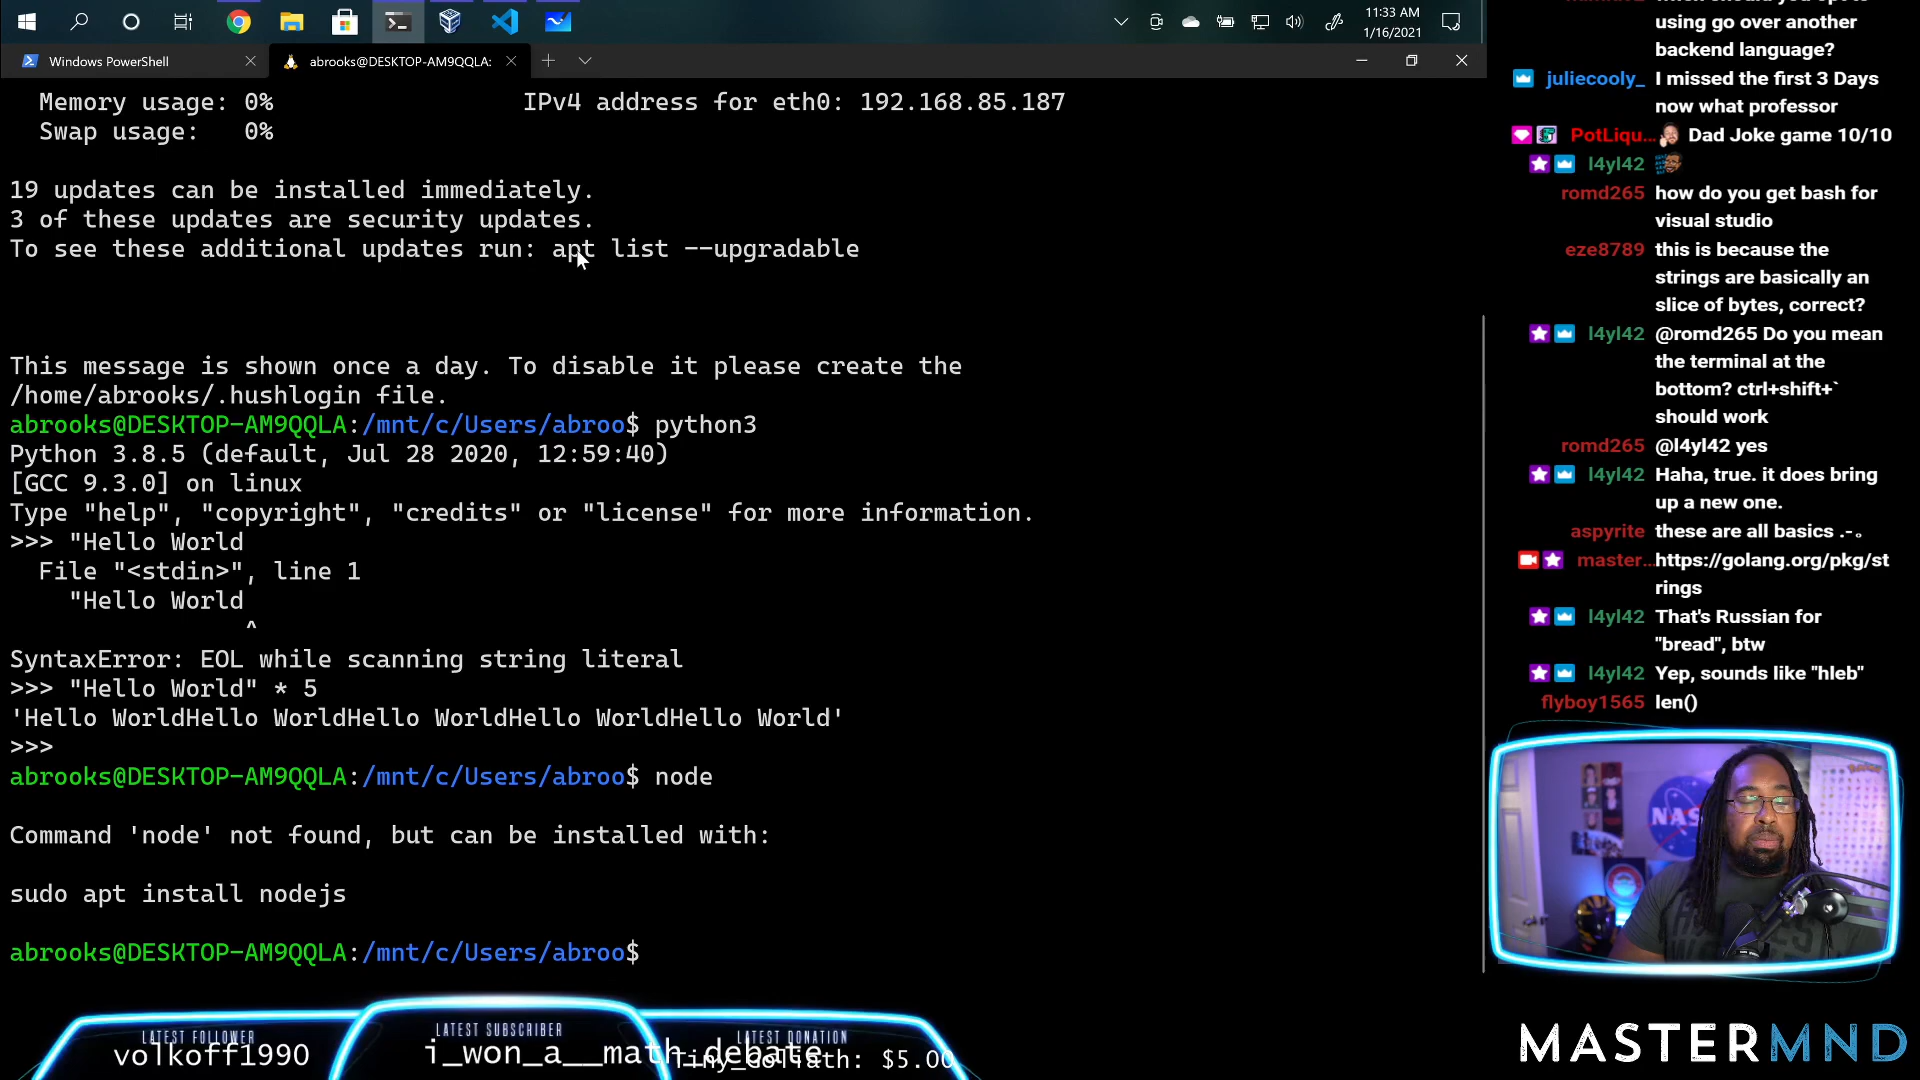 11:33 AM
1/16/2021
Windows PowerShell
abrooks@DESKTOP-AM9QQLA:
Memory usage: 0% IPv4 address for eth0: 192.168.85.187
Swap usage: 0%
19 updates can be installed immediately.
3 of these updates are security updates.
To see these additional updates run: apt list --upgradable
This message is shown once a day. To disable it please create the
/home/abrooks/.hushlogin file.
abrooks@DESKTOP-AM9QQLA:/mnt/c/Users/abroo$ python3
Python 3.8.5 (default, Jul 28 2020, 12:59:40)
[GCC 9.3.0] on linux
Type "help", "copyright", "credits" or "license" for more information.
>>> "Hello World
File "<stdin>", line 1
"Hello World
^
SyntaxError: EOL while scanning string literal
>>> "Hello World" * 5
'Hello WorldHello WorldHello WorldHello WorldHello World'
>>>
abrooks@DESKTOP-AM9QQLA:/mnt/c/Users/abroo$ node
Command 'node' not found, but can be installed with:
sudo apt install nodejs
abrooks@DESKTOP-AM9QQLA:/mnt/c/Users/abroo$
using go over another
backend language?
juliecooly_ I missed the first 3 Days
now what professor
PotLiqu... Dad Joke game 10/10
l4yl42
romd265 how do you get bash for
visual studio
eze8789 this is because the
strings are basically an
slice of bytes, correct?
l4yl42 @romd265 Do you mean
the terminal at the
bottom? ctrl+shift+`
should work
romd265 @l4yl42 yes
l4yl42 Haha, true. it does bring
up a new one.
aspyrite these are all basics .-。
master... https://golang.org/pkg/st
rings
l4yl42 That's Russian for
"bread", btw
l4yl42 Yep, sounds like "hleb"
flyboy1565 len()
NASA
LATEST FOLLOWER
volkoff1990
LATEST SUBSCRIBER
i_won_a__math_debate
LATEST DONATION
Tiny_Goliath: $5.00
MASTERMND